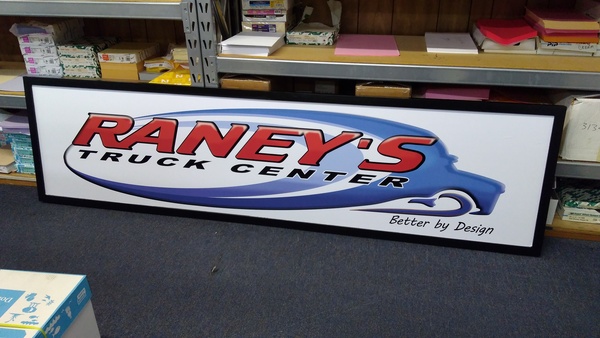 RANEY'S
TRUCK CENTER
Better by Design